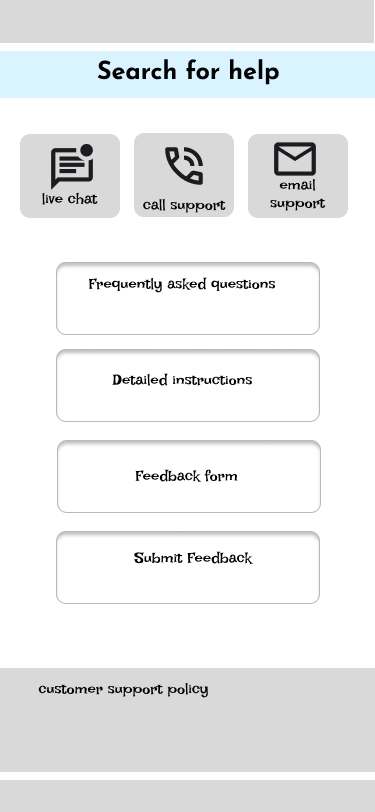 Search for help
live chat
call support
email
support
Frequently asked questions
Detailed instructions
Feedback form
Submit Feedback
customer support policy